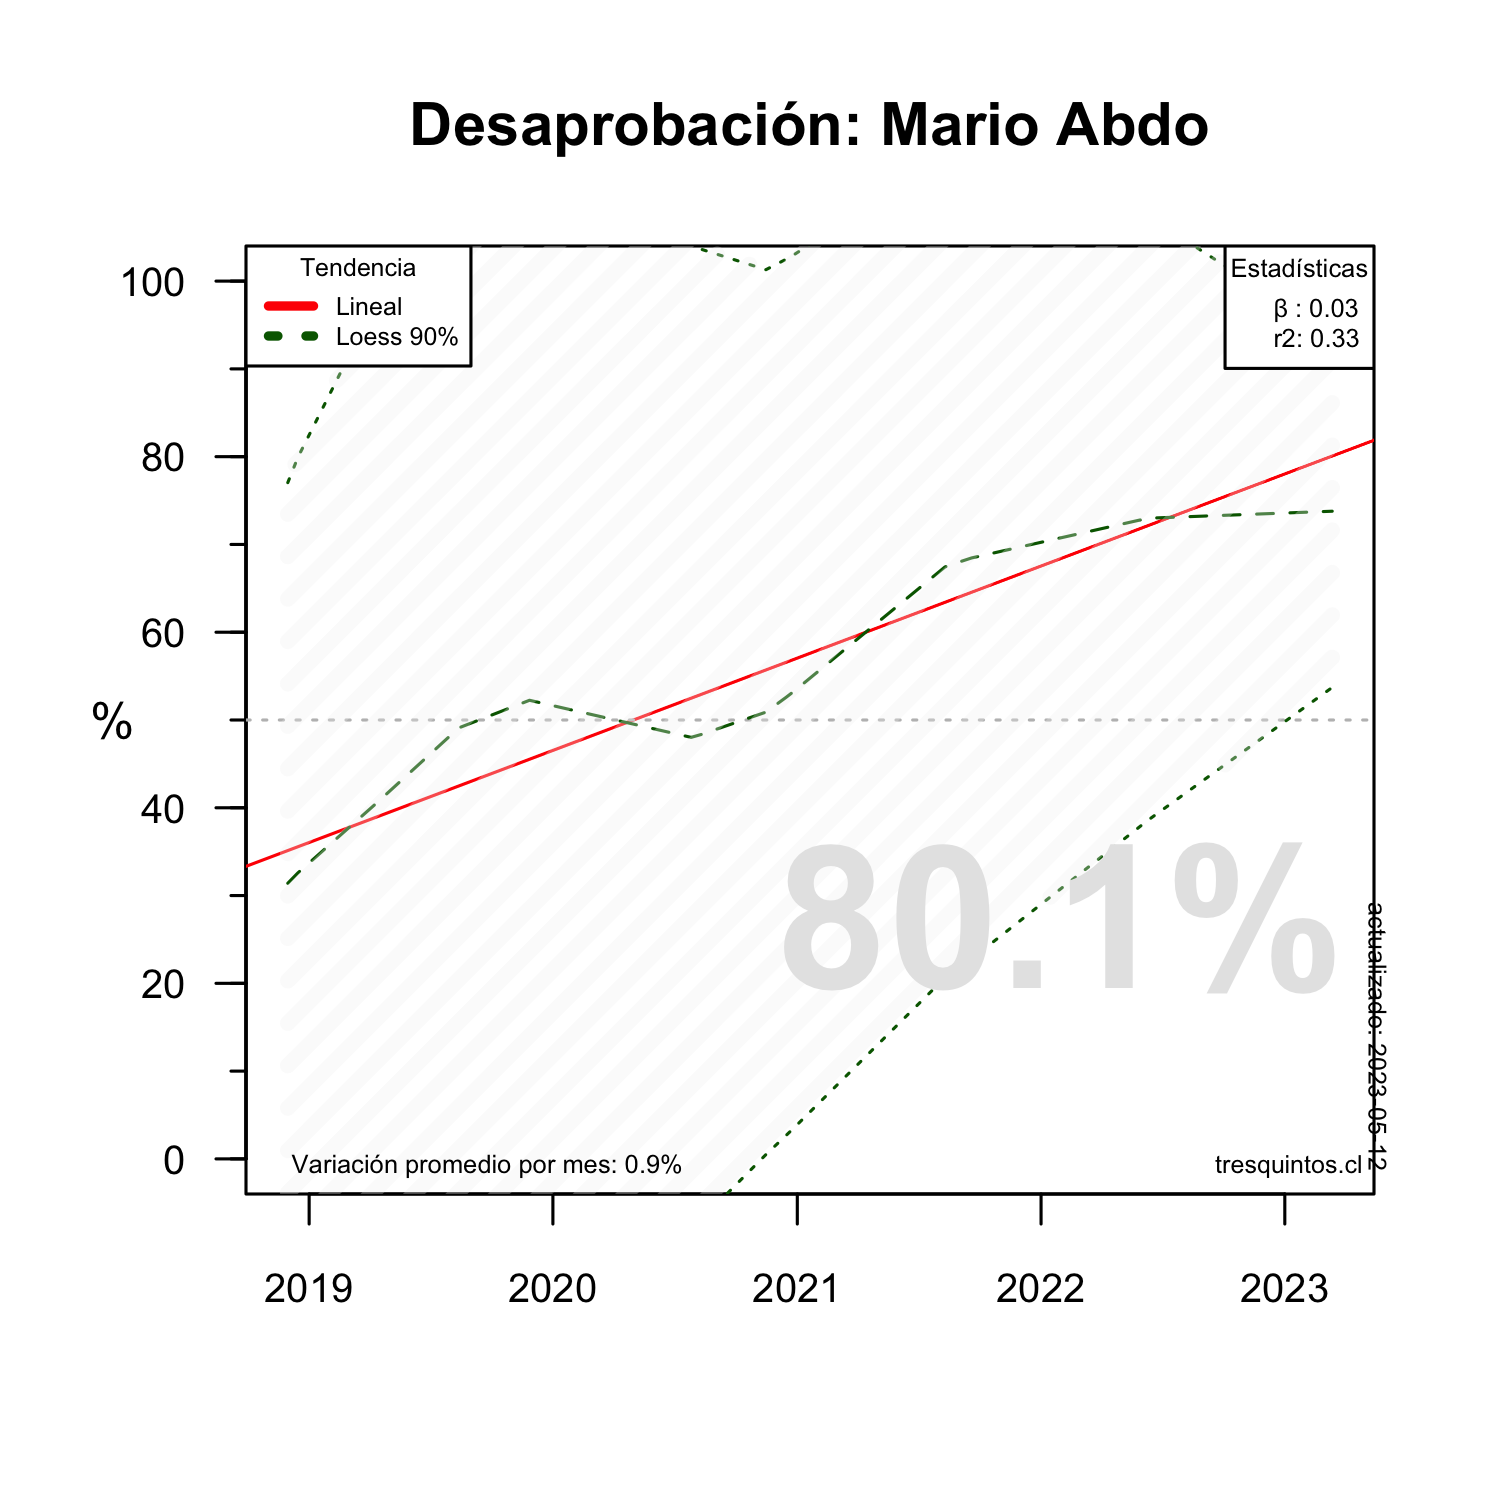 Desaprobación: Mario Abdo
Tendencia
Lineal
Loess 90%
Estadísticas
β : 0.03
r2: 0.33
100
80
60
%
40
20
0
80.1%
actualizado: 2023-05-12
Variación promedio por mes: 0.9%
tresquintos.cl
2019
2020
2021
2022
2023